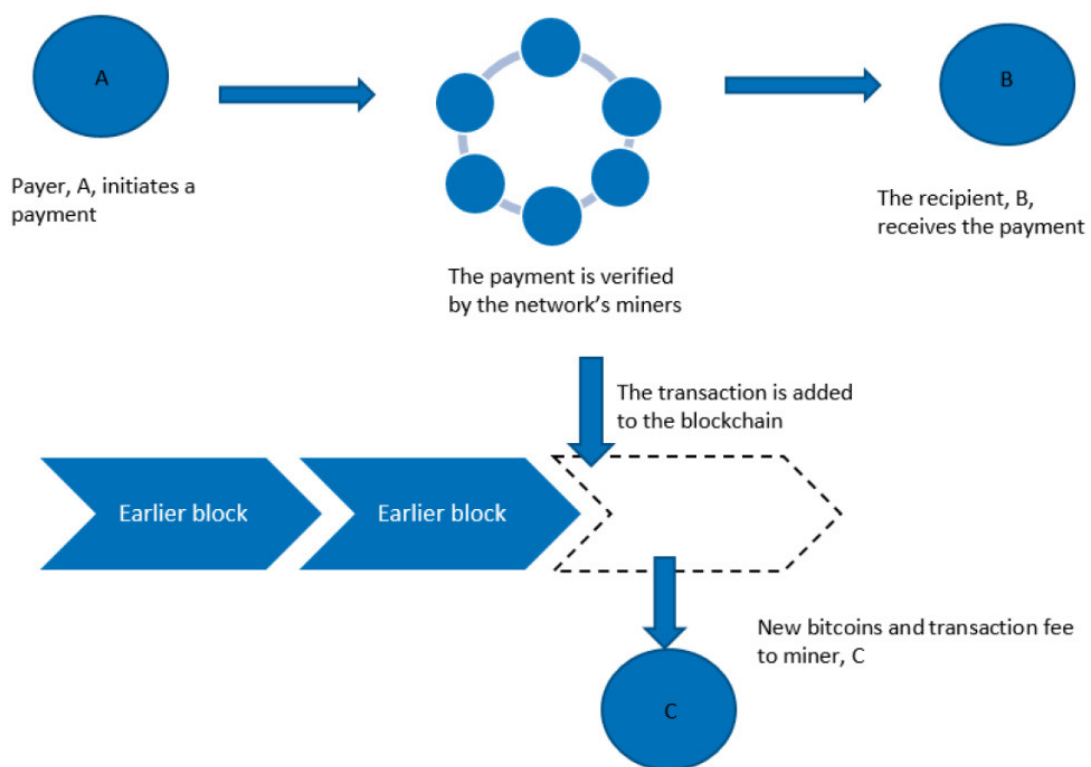 A
B
Payer, A, initiates a
payment
The recipient, B,
receives the payment
The payment is verified
by the network's miners
The transaction is added
to the blockchain
Earlier block
Earlier block
New bitcoins and transaction fee
to miner, C
C